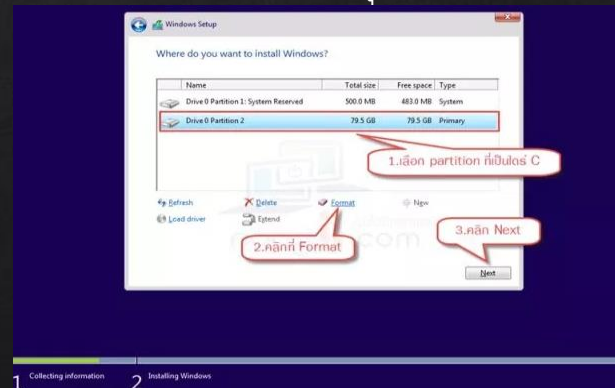 Windows Setup
Where do you want to install Windows?
Name Total size Free space Type
Drive 0 Partition 1: System Reserved 500.0 MB 483.0 MB System
Drive 0 Partition 2 79.5 GB 79.5 GB Primary
1.เลือก partition ที่เป็นไดร์ C
Refresh Delete Format New
Load driver Extend
2.คลิกที่ Format
com
3.คลิก Next
Next
1 Collecting information 2 Installing Windows